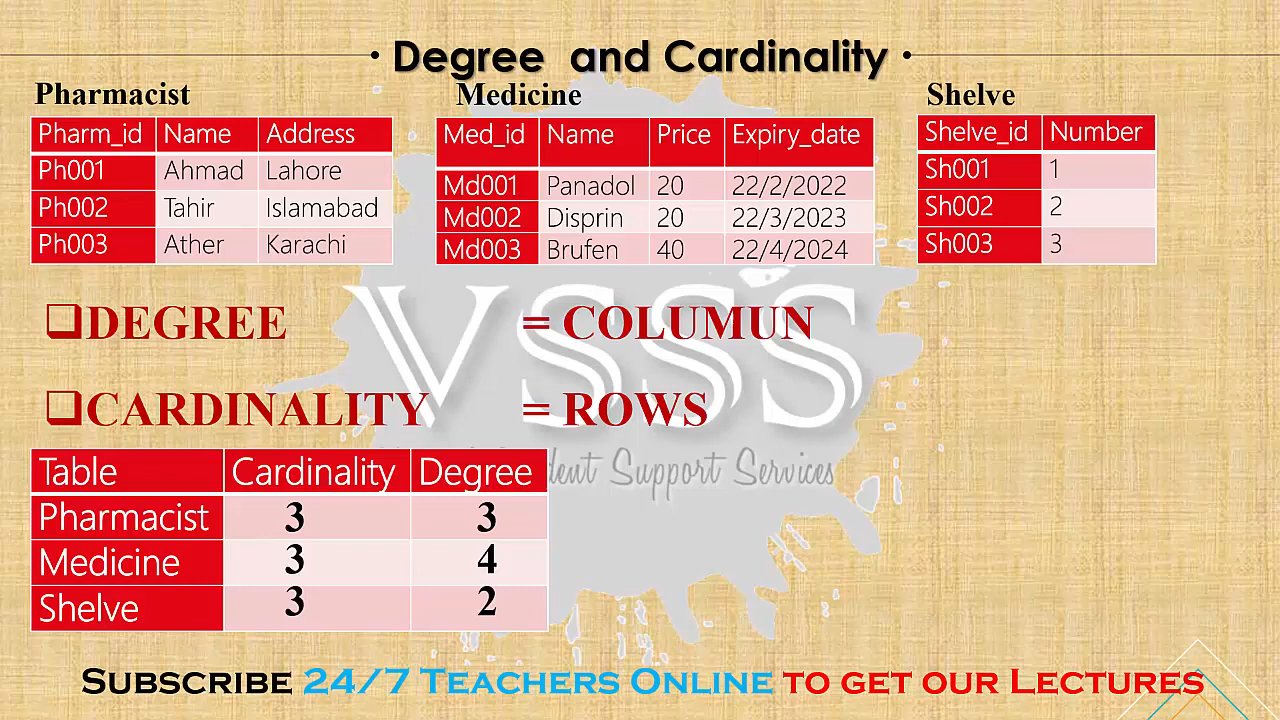 • Degree and Cardinality •
Pharmacist
Pharm_id Name Address
Ph001 Ahmad Lahore
Ph002 Tahir Islamabad
Ph003 Ather Karachi
Medicine
Med_id Name Price Expiry_date
Md001 Panadol 20 22/2/2022
Md002 Disprin 20 22/3/2023
Md003 Brufen 40 22/4/2024
Shelve
Shelve_id Number
Sh001 1
Sh002 2
Sh003 3
❑DEGREE = COLUMUN
❑CARDINALITY = ROWS
VSSS
Support Services
Table Cardinality Degree
Pharmacist 3 3
Medicine 3 4
Shelve 3 2
SUBSCRIBE 24/7 TEACHERS ONLINE TO GET OUR LECTURES